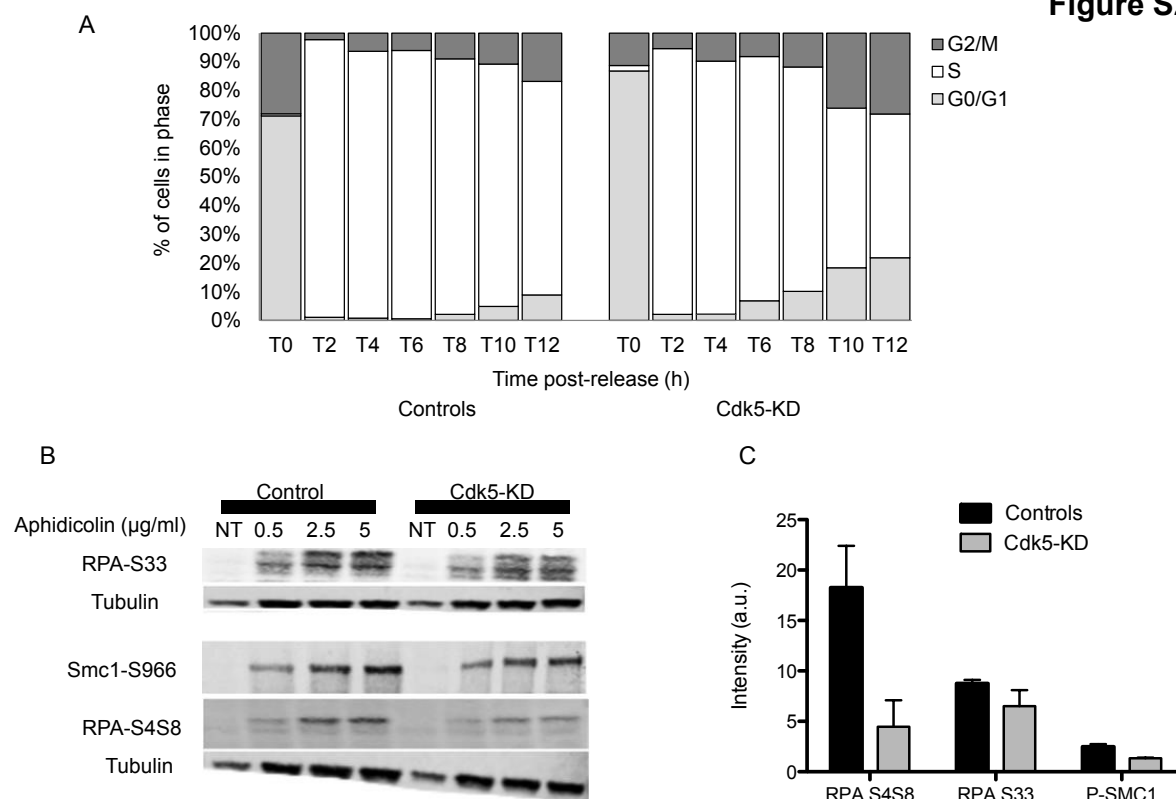 Figure S
A
100%
90%
80%
70%
60%
50%
40%
30%
20%
10%
0%
% of cells in phase
G2/M
S
G0/G1
T0 T2 T4 T6 T8 T10 T12 T0 T2 T4 T6 T8 T10 T12
Time post-release (h)
Controls Cdk5-KD
B
Control Cdk5-KD
Aphidicolin (µg/ml) NT 0.5 2.5 5 NT 0.5 2.5 5
RPA-S33
Tubulin
Smc1-S966
RPA-S4S8
Tubulin
C
Controls
Cdk5-KD
25
20
15
10
5
0
Intensity (a.u.)
RPA S4S8 RPA S33 P-SMC1